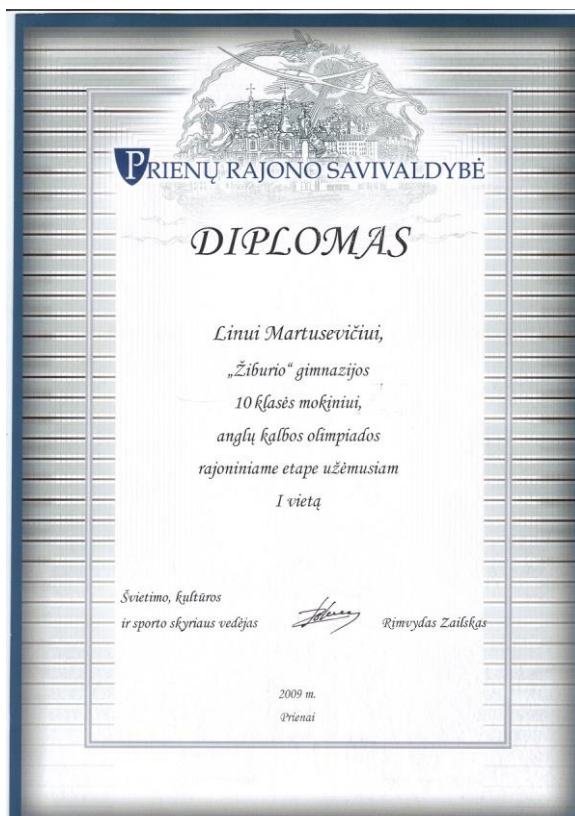 PRIENŲ RAJONO SAVIVALDYBĖ
DIPLOMAS
Linui Martusevičiui,
„Žiburio“ gimnazijos
10 klasės mokiniui,
anglų kalbos olimpiados
rajoniniame etape užėmusiam
I vietą
Švietimo, kultūros
ir sporto skyriaus vedėjas Rimvydas Zailskas
2009 m.
Prienai